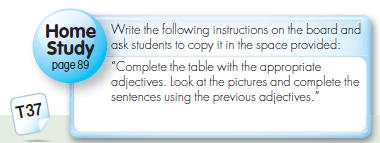 Home
Study
page 89
Write the following instructions on the board and
ask students to copy it in the space provided:
“Complete the table with the appropriate
adjectives. Look at the pictures and complete the
sentences using the previous adjectives.”
T37